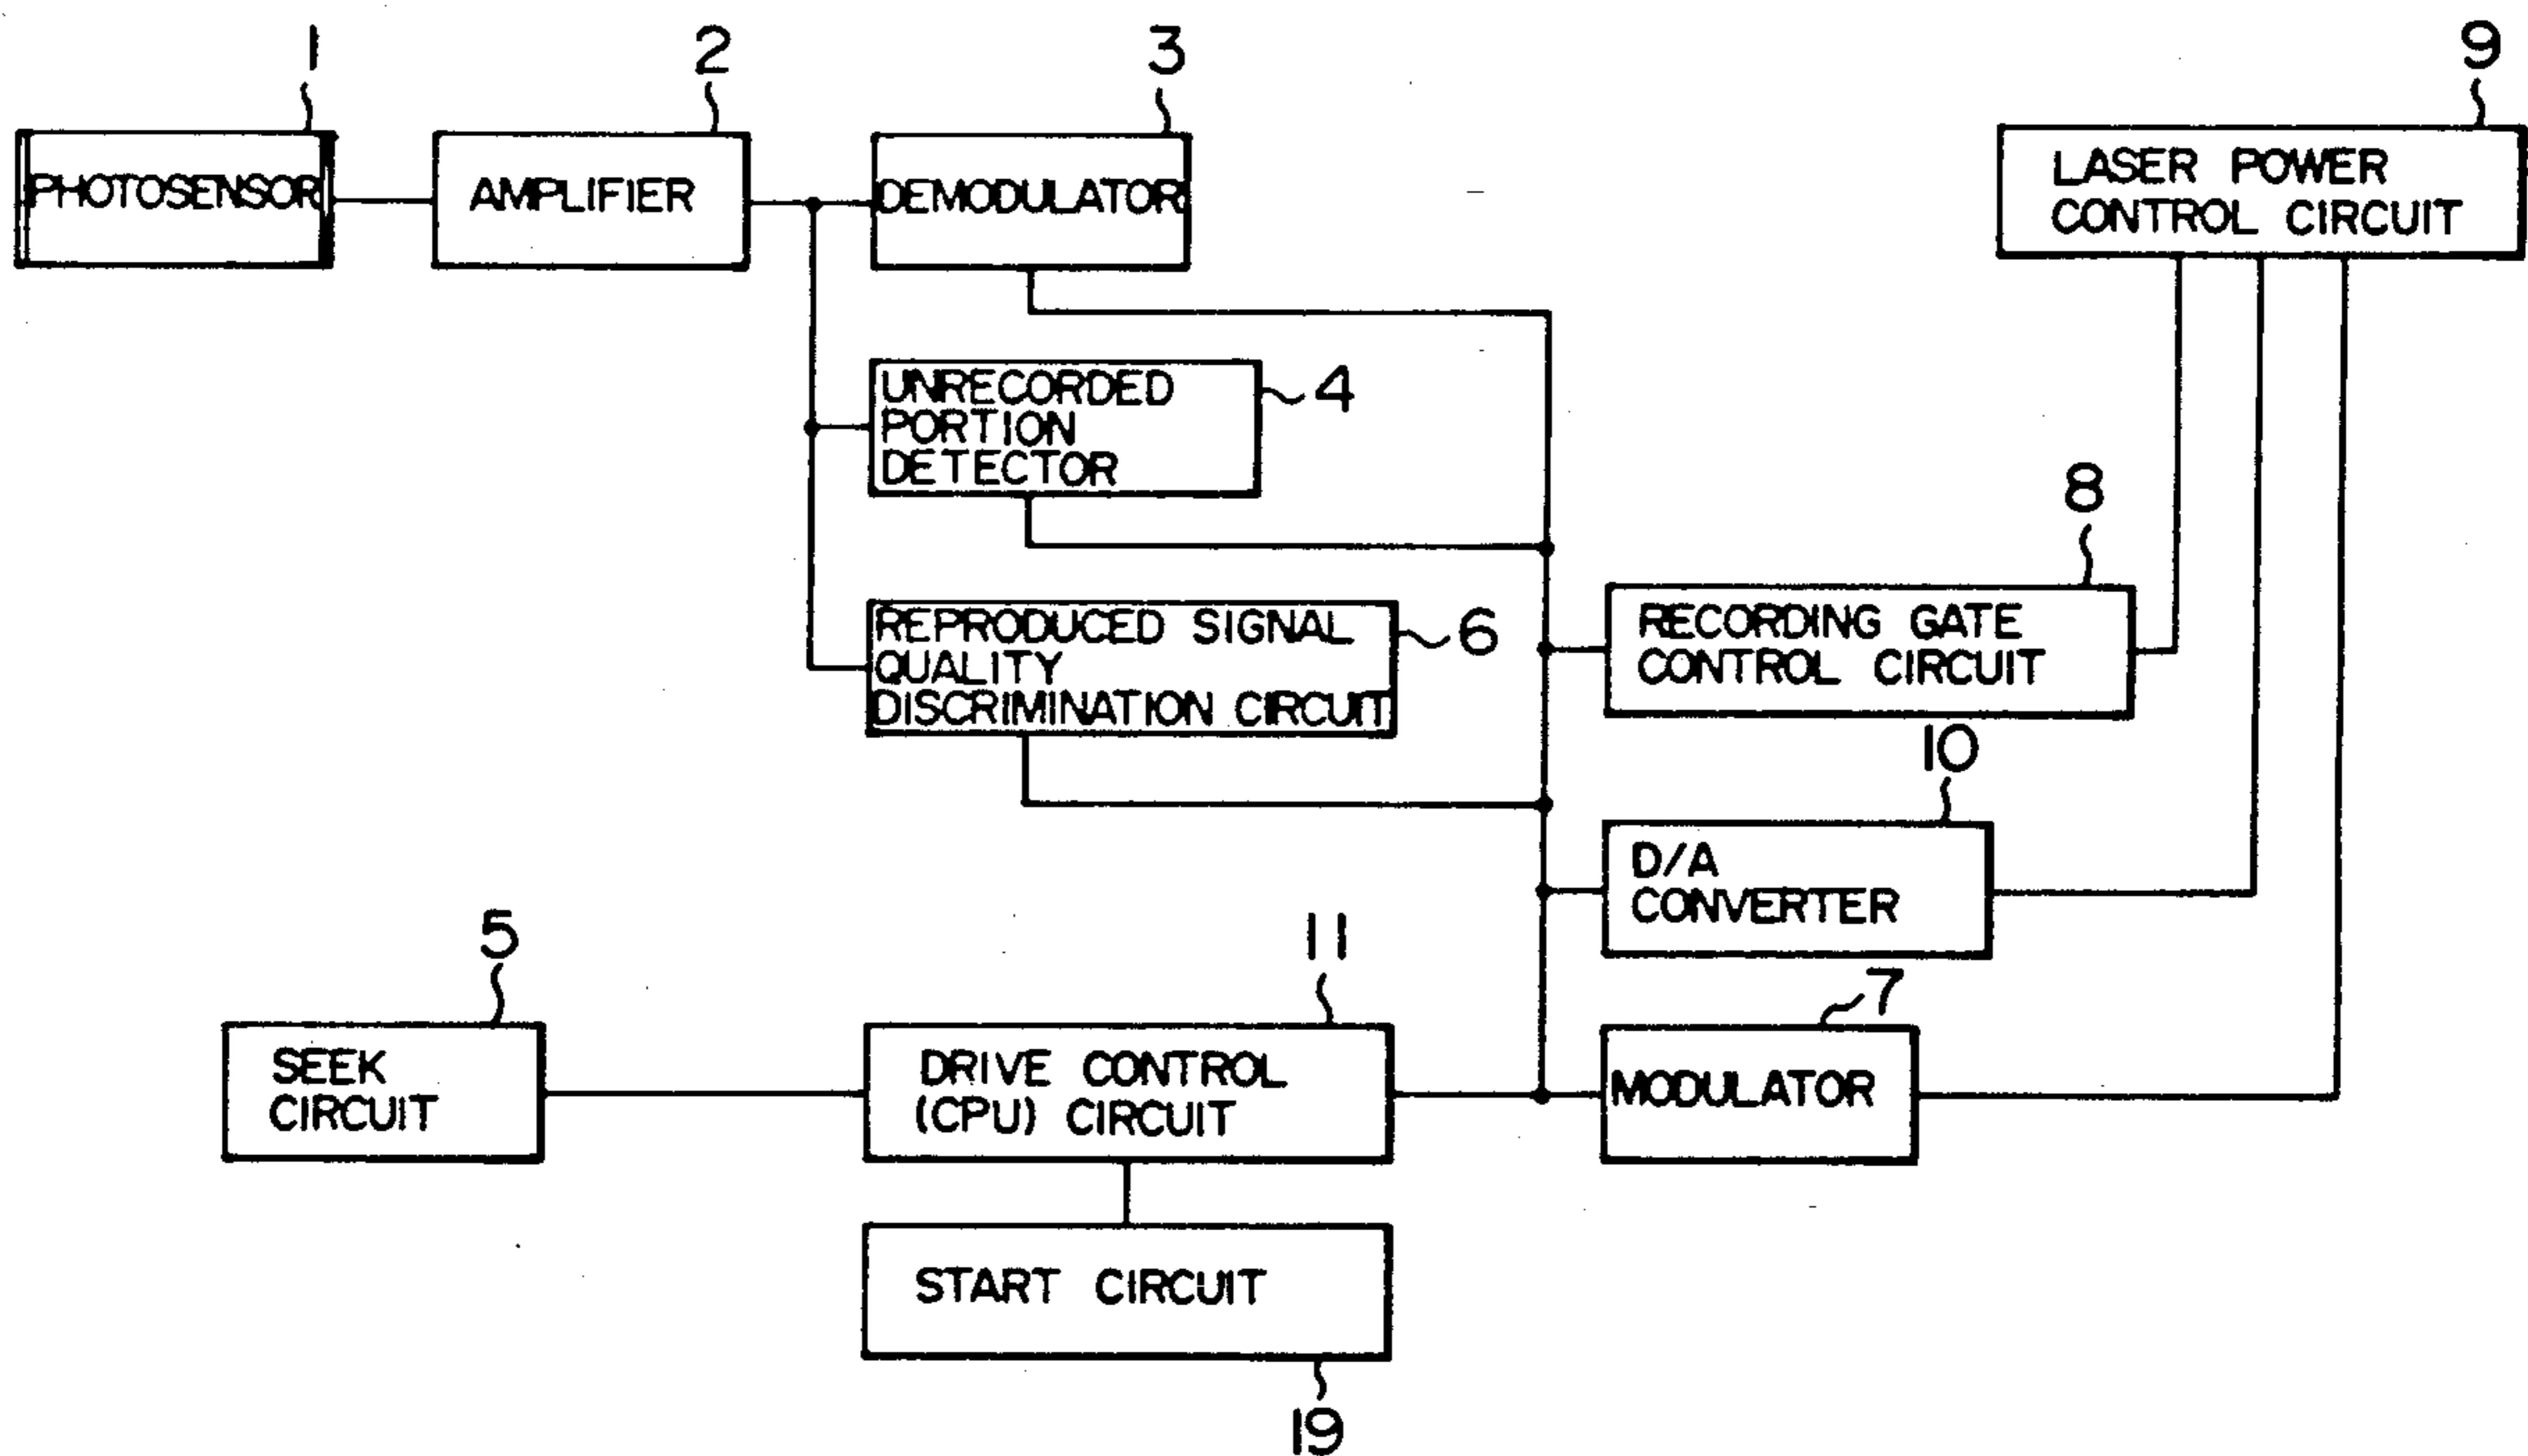 1
2
3
9
PHOTOSENSOR
AMPLIFIER
DEMODULATOR
LASER POWER
CONTROL CIRCUIT
UNRECORDED
PORTION
DETECTOR
4
8
REPRODUCED SIGNAL
QUALITY
DISCRIMINATION CIRCUIT
6
RECORDING GATE
CONTROL CIRCUIT
10
D/A
CONVERTER
5
11
7
SEEK
CIRCUIT
DRIVE CONTROL
(CPU) CIRCUIT
MODULATOR
START CIRCUIT
19